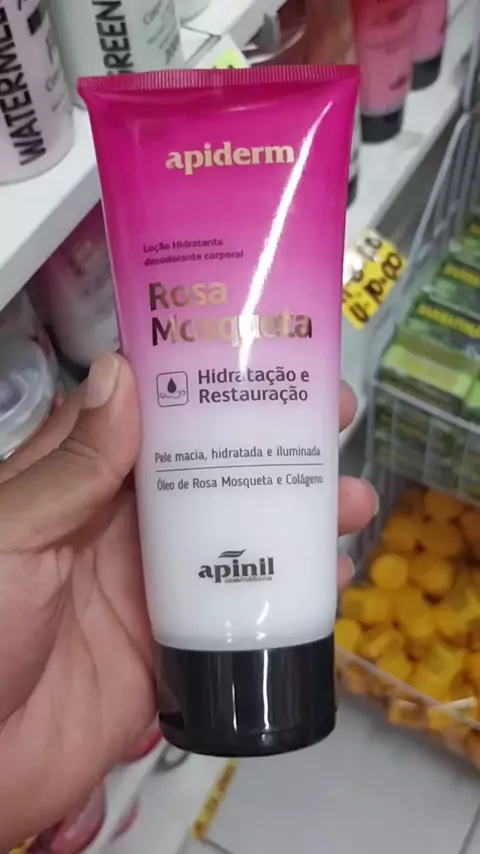 WATERMEL
GREEN
apiderm
Loção Hidratante
desodorante corporal
Rosa
Mosqueta
Hidratação e
Restauração
Pele macia, hidratada e iluminada
Óleo de Rosa Mosqueta e Colágeno
apinil
cosméticos